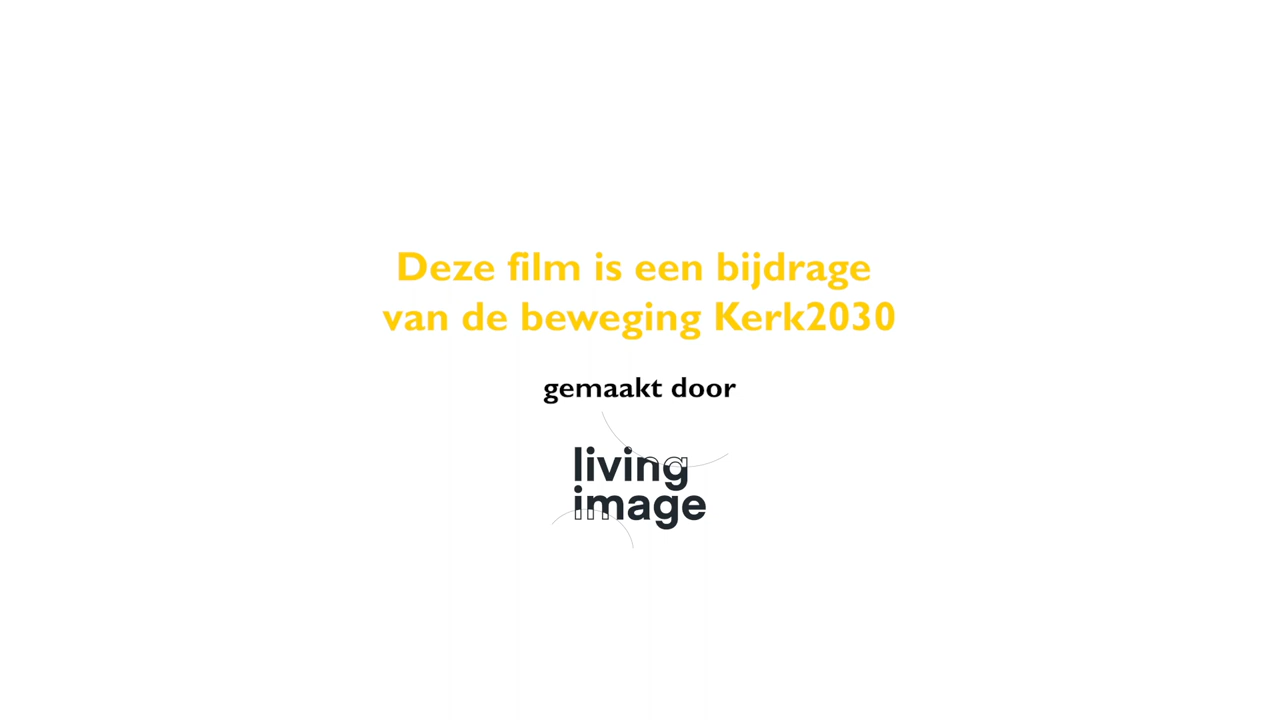 Deze film is een bijdrage
van de beweging Kerk2030
gemaakt door
living
image